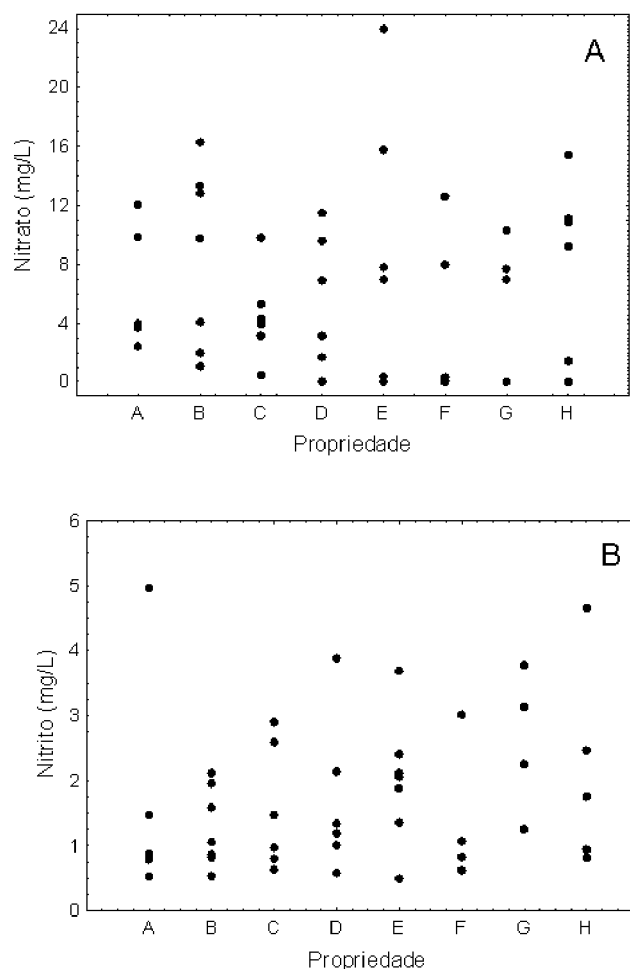 A
Nitrato (mg/L)
24
20
16
12
8
4
0
A B C D E F G H
Propriedade
B
Nitrito (mg/L)
6
5
4
3
2
1
0
A B C D E F G H
Propriedade